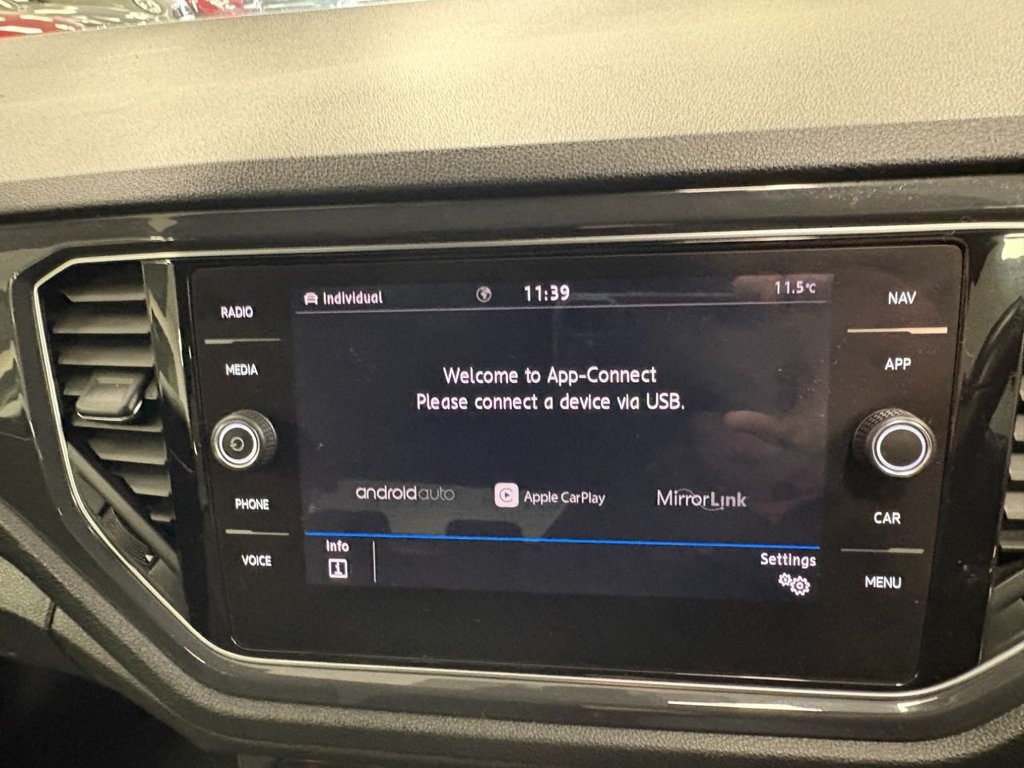 RADIO
MEDIA
PHONE
VOICE
Individual
11:39
11.5°C
Welcome to App-Connect
Please connect a device via USB.
androidauto
Apple CarPlay
MirrorLink
Info
Settings
NAV
APP
CAR
MENU